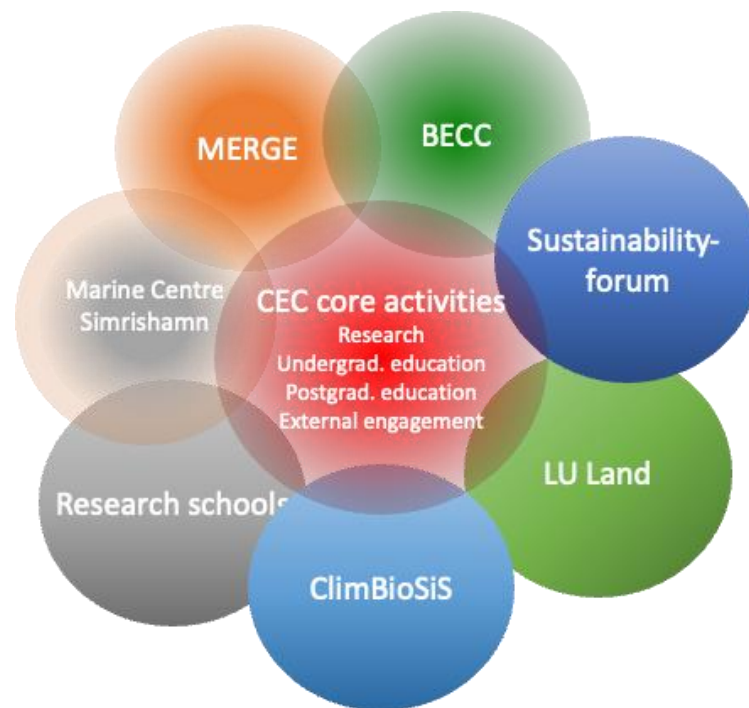 MERGE
BECC
Sustainability-
forum
Marine Centre
Simrishamn
CEC core activities
Research
Undergrad. education
Postgrad. education
External engagement
LU Land
Research schools
ClimBioSiS